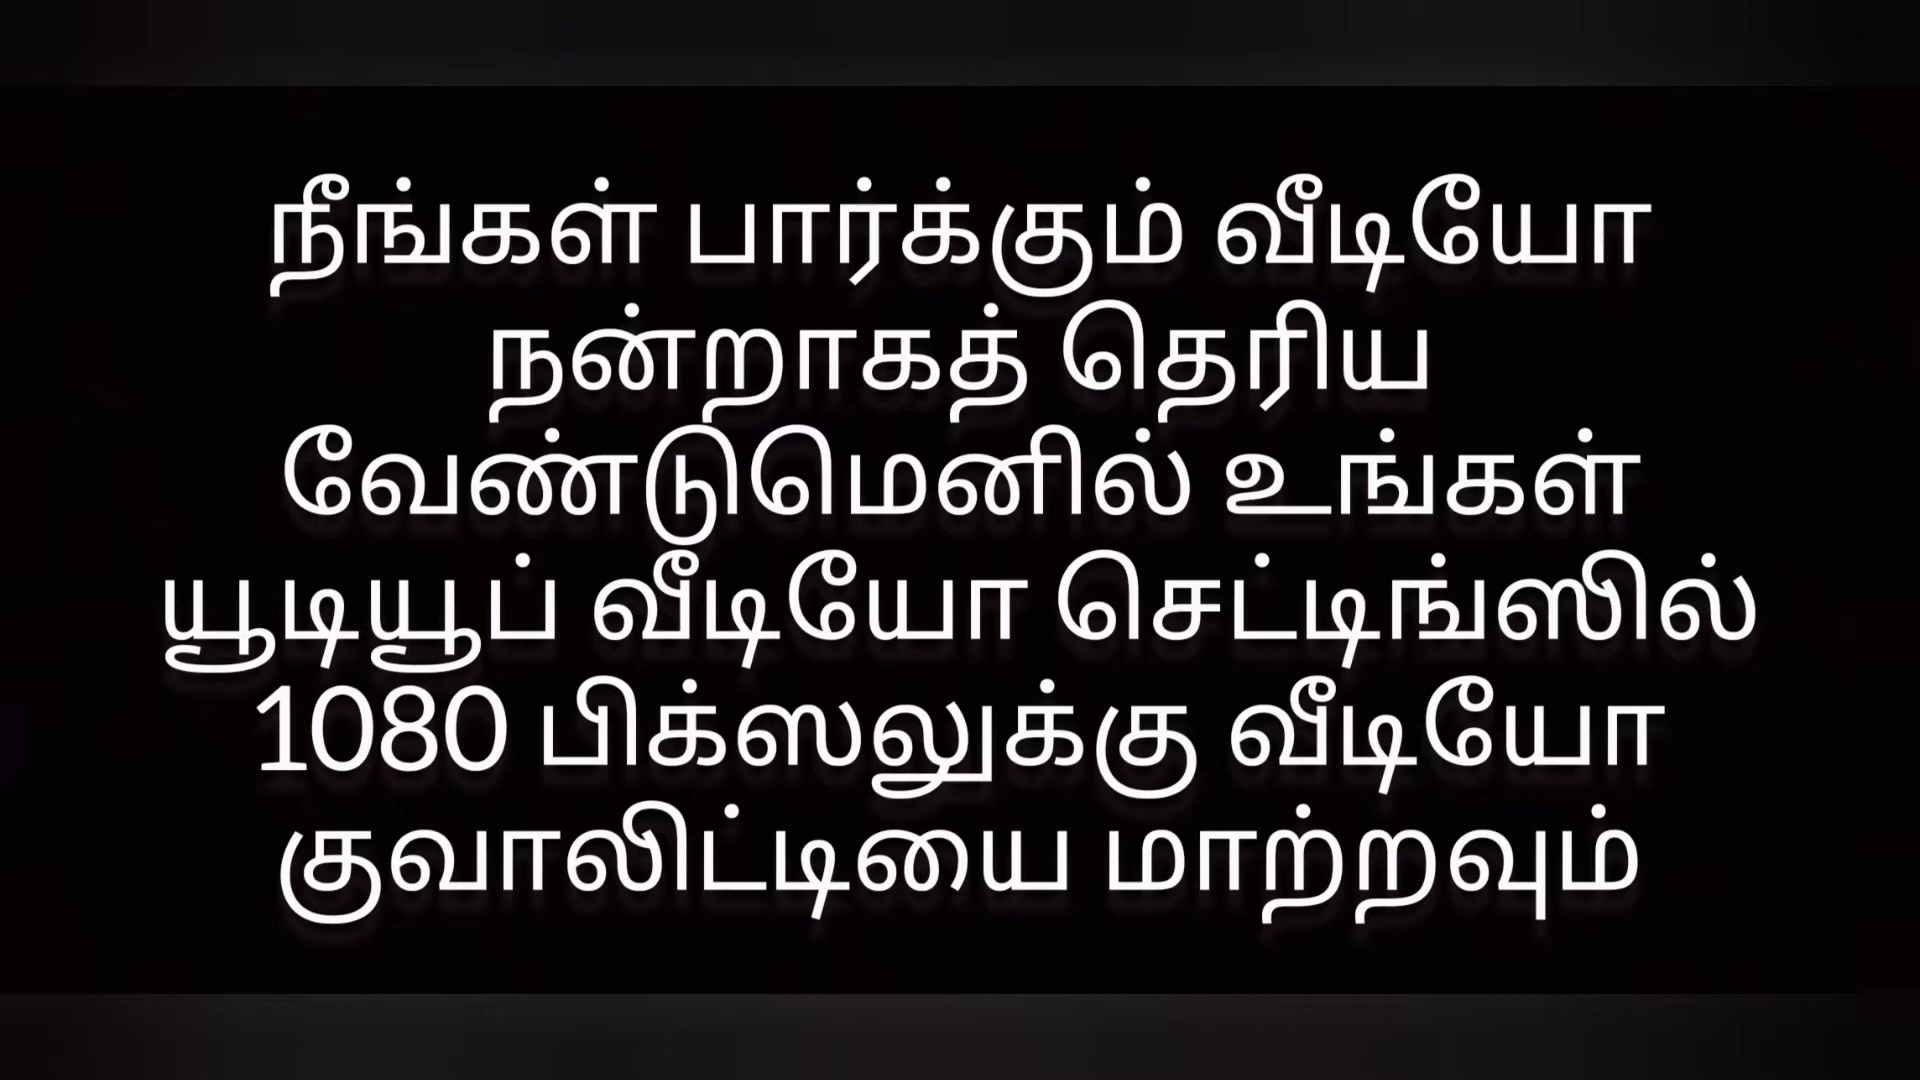 நீங்கள் பார்க்கும் வீடியோ
நன்றாகத் தெரிய
வேண்டுமெனில் உங்கள்
யூடியூப் வீடியோ செட்டிங்ஸில்
1080 பிக்ஸலுக்கு வீடியோ
குவாலிட்டியை மாற்றவும்